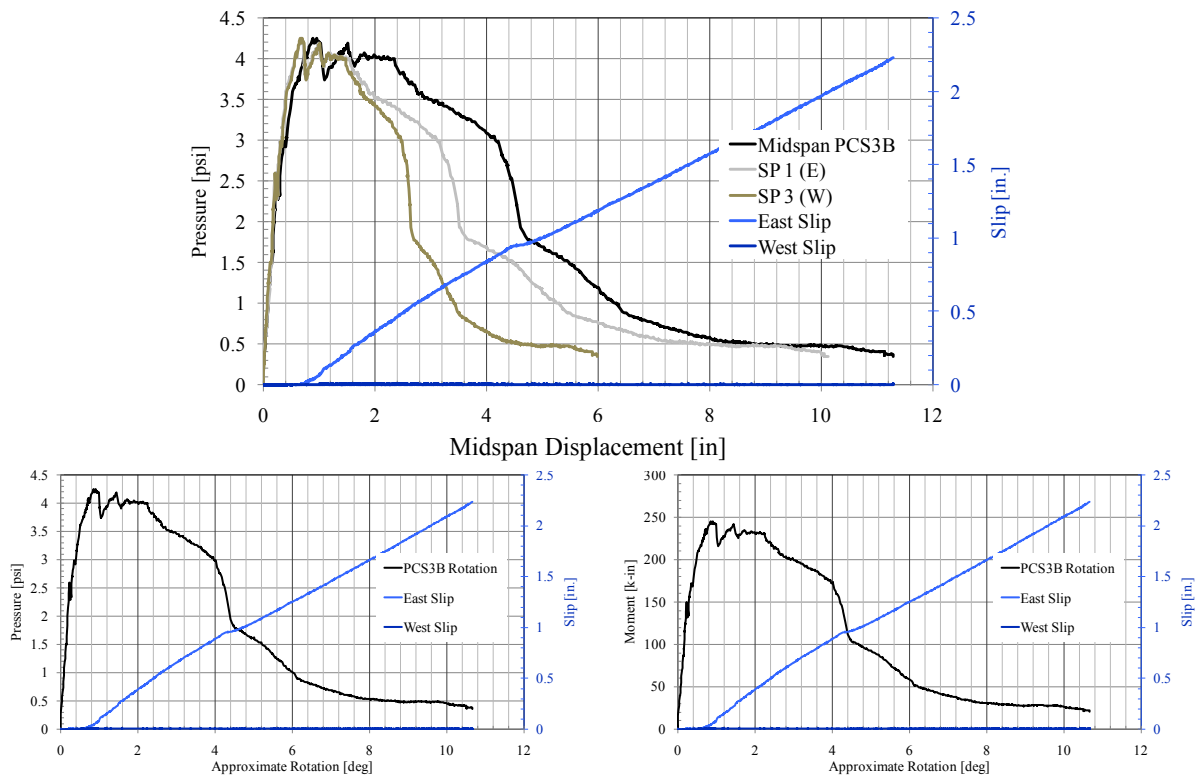 4.5
4
3.5
3
2.5
2
1.5
1
0.5
0
Pressure [psi]
2.5
2
1.5
1
0.5
0
Slip [in.]
Midspan PCS3B
SP 1 (E)
SP 3 (W)
East Slip
West Slip
0 2 4 6 8 10 12
Midspan Displacement [in]
4.5
4
3.5
3
2.5
2
1.5
1
0.5
0
Pressure [psi]
2.5
2
1.5
1
0.5
0
Slip [in.]
PCS3B Rotation
East Slip
West Slip
0 2 4 6 8 10 12
Approximate Rotation [deg]
300
250
200
150
100
50
0
Moment [k-in]
2.5
2
1.5
1
0.5
0
Slip [in.]
PCS3B Rotation
East Slip
West Slip
0 2 4 6 8 10 12
Approximate Rotation [deg]